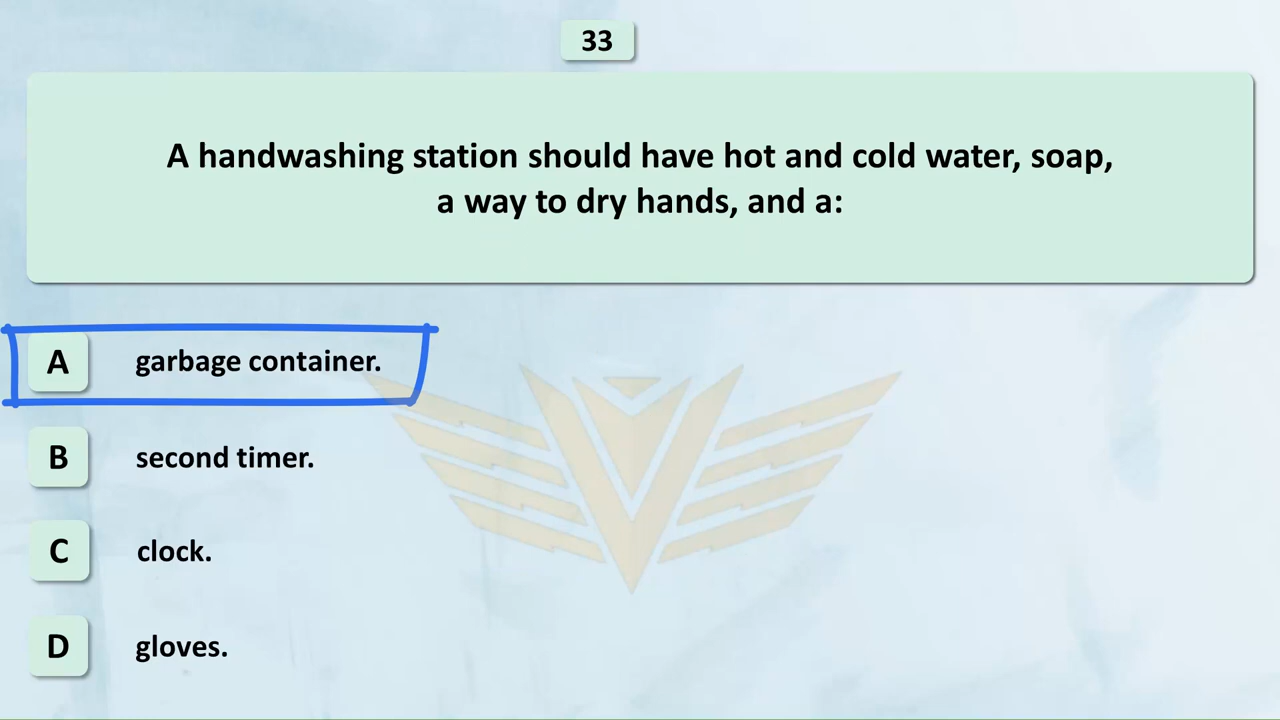 33
A handwashing station should have hot and cold water, soap,
a way to dry hands, and a:
A garbage container.
B second timer.
C clock.
D gloves.